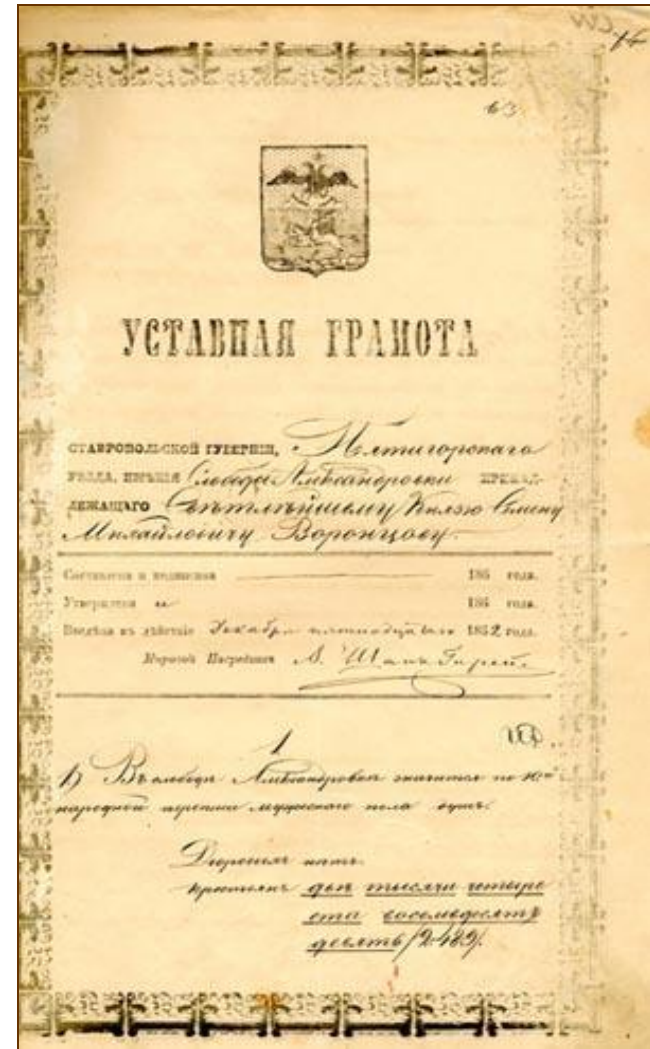 14
63
УСТАВНАЯ ГРАМОТА
СТАВРОПОЛЬСКОЙ ГУБЕРНІИ, Пятигорскаго
УѢЗДА, ИМѢНІЯ Слободы Александровки ПРИНАД-
ЛЕЖАЩАГО Свѣтлѣйшему Князю Семену
Михайловичу Воронцову
Составлена и подписана 186 года.
Утверждена 186 года.
Введена въ дѣйствіе Декабря пятнадцатаго 1862 года.
Мировой Посредникъ А. Шанъ Гирей
1
1) Въ слободѣ Александровкѣ значится по 10й
народной переписи мужескаго пола душъ:
Дворовыхъ нѣтъ.
Крестьянъ двѣ тысячи четыре
ста восемьдесятъ
девять /2.489/.